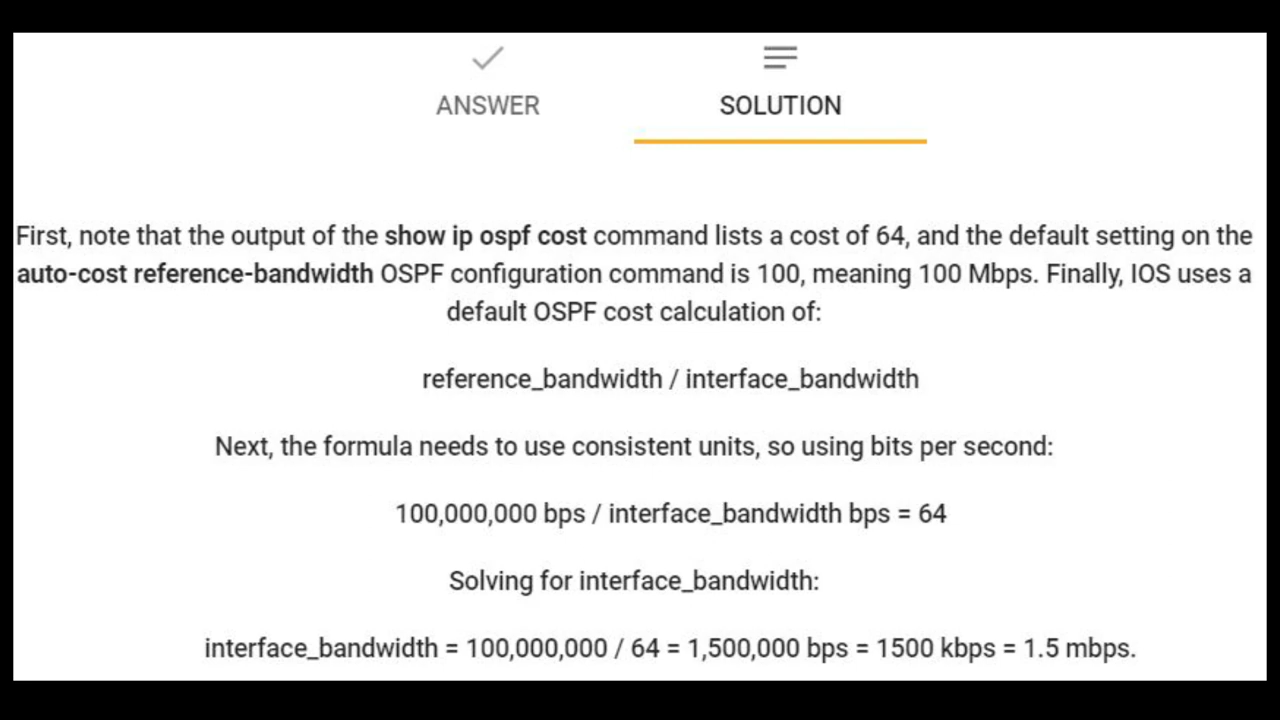 ANSWER
SOLUTION
First, note that the output of the show ip ospf cost command lists a cost of 64, and the default setting on the
auto-cost reference-bandwidth OSPF configuration command is 100, meaning 100 Mbps. Finally, IOS uses a
default OSPF cost calculation of:
reference_bandwidth / interface_bandwidth
Next, the formula needs to use consistent units, so using bits per second:
100,000,000 bps / interface_bandwidth bps = 64
Solving for interface_bandwidth:
interface_bandwidth = 100,000,000 / 64 = 1,500,000 bps = 1500 kbps = 1.5 mbps.